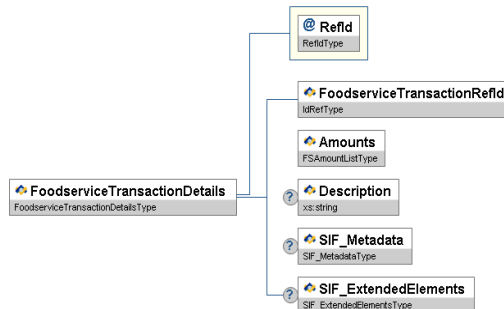 @ RefId
RefIdType
FoodserviceTransactionRefId
IdRefType
Amounts
FSAmountListType
FoodserviceTransactionDetails
FoodserviceTransactionDetailsType
? Description
xs:string
? SIF_Metadata
SIF_MetadataType
? SIF_ExtendedElements
SIF_ExtendedElementsType